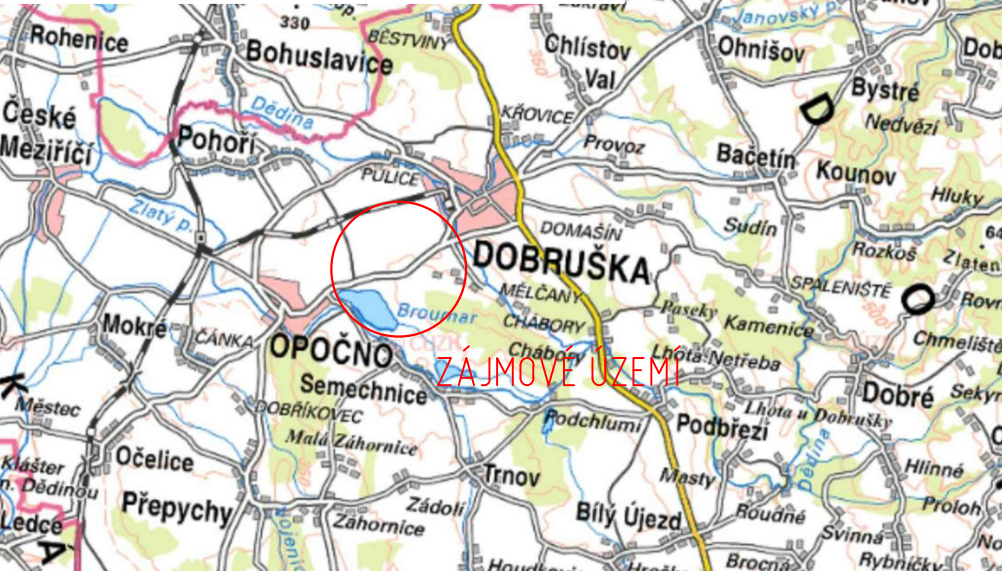 330
Rohenice
BĚSTVINY
Bohuslavice
Chlístov
Val
350
Janovský p.
Ohnišov
Bystré
Nedvězí
České
Meziříčí
Dědina
Pohoří
KŘOVICE
Provoz
Bačetín
Kounov
Hluky
PULICE
Zlatý p.
DOMAŠÍN
Sudín
Rozkoš
DOBRUŠKA
MĚLČANY
SPÁLENIŠTĚ
D
O
Broumar
CHÁBORY
Chábory
Paseky
Kamenice
Mokré
ČÁNKA
OPOČNO
ZÁJMOVÉ ÚZEMÍ
Lhota-Netřeba
Semechnice
Dobré
Městec
DOBŘÍKOVEC
Malá Záhornice
Podchlumí
Podbřezí
Lhota u Dobrušky
Dědina
K
Klášter
n. Dědinou
Očelice
Trnov
Masty
Hlinné
Přepychy
Zádolí
Záhornice
Bílý Újezd
Roudné
Svinná
Ledce
Á
Brocná
Rybníčky